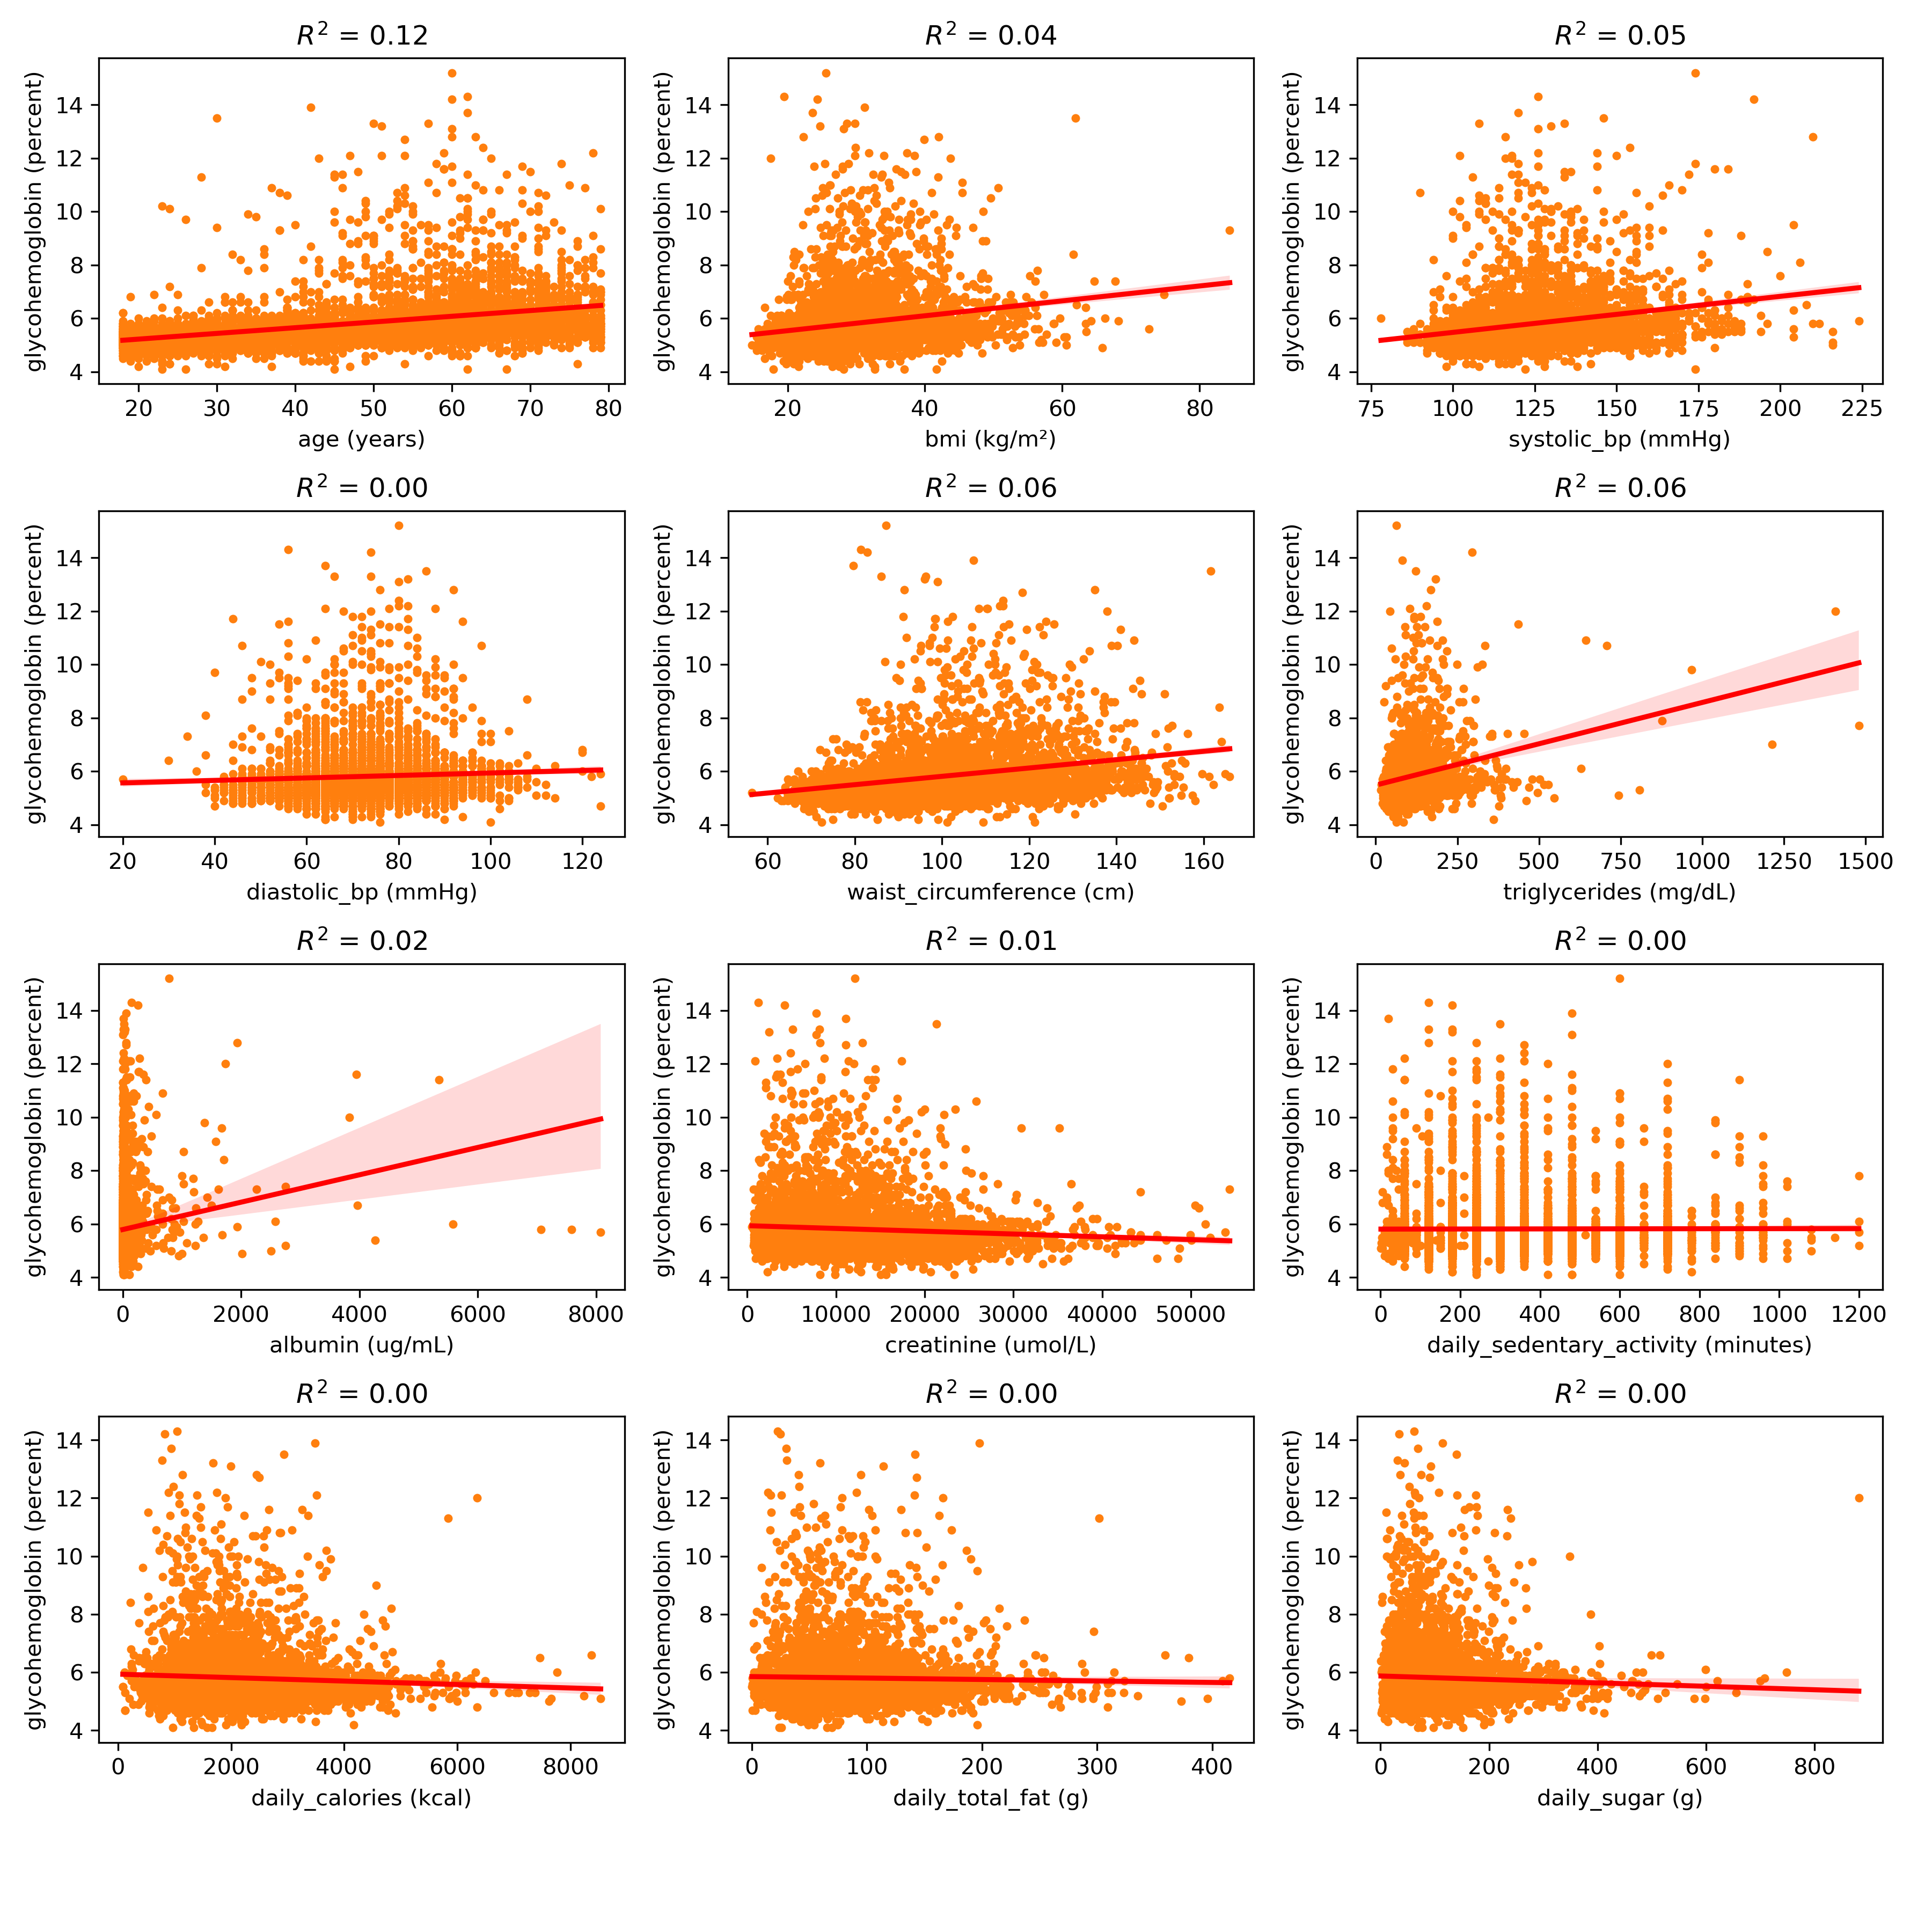 R² = 0.12
glycohemoglobin (percent)
14
12
10
8
6
4
20 30 40 50 60 70 80
age (years)
R² = 0.04
glycohemoglobin (percent)
14
12
10
8
6
4
20 40 60 80
bmi (kg/m²)
R² = 0.05
glycohemoglobin (percent)
14
12
10
8
6
4
75 100 125 150 175 200 225
systolic_bp (mmHg)
R² = 0.00
glycohemoglobin (percent)
14
12
10
8
6
4
20 40 60 80 100 120
diastolic_bp (mmHg)
R² = 0.06
glycohemoglobin (percent)
14
12
10
8
6
4
60 80 100 120 140 160
waist_circumference (cm)
R² = 0.06
glycohemoglobin (percent)
14
12
10
8
6
4
0 250 500 750 1000 1250 1500
triglycerides (mg/dL)
R² = 0.02
glycohemoglobin (percent)
14
12
10
8
6
4
0 2000 4000 6000 8000
albumin (ug/mL)
R² = 0.01
glycohemoglobin (percent)
14
12
10
8
6
4
0 10000 20000 30000 40000 50000
creatinine (umol/L)
R² = 0.00
glycohemoglobin (percent)
14
12
10
8
6
4
0 200 400 600 800 1000 1200
daily_sedentary_activity (minutes)
R² = 0.00
glycohemoglobin (percent)
14
12
10
8
6
4
0 2000 4000 6000 8000
daily_calories (kcal)
R² = 0.00
glycohemoglobin (percent)
14
12
10
8
6
4
0 100 200 300 400
daily_total_fat (g)
R² = 0.00
glycohemoglobin (percent)
14
12
10
8
6
4
0 200 400 600 800
daily_sugar (g)